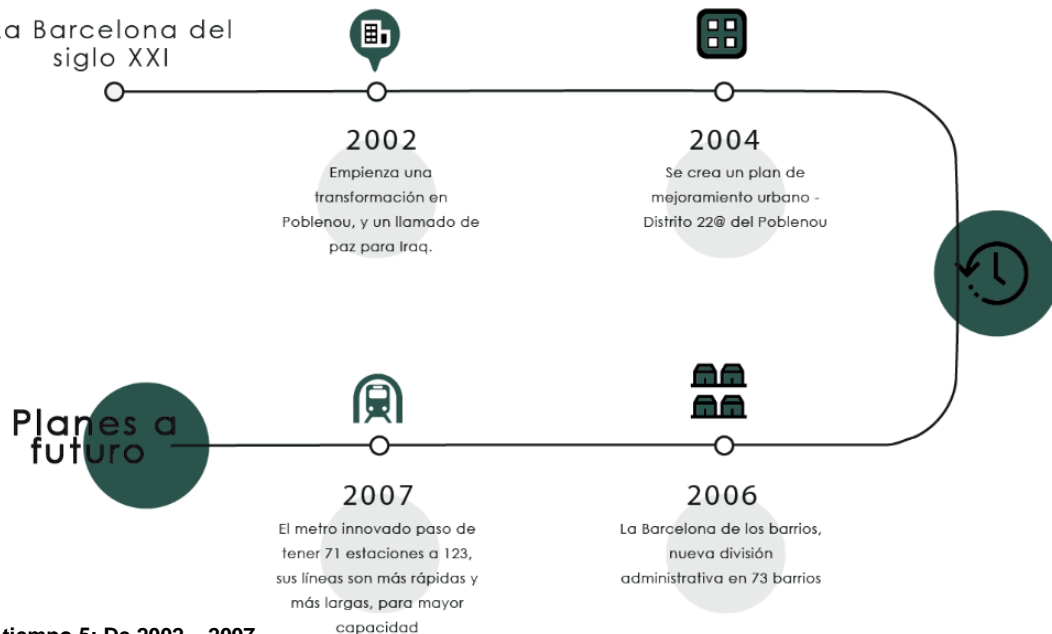 La Barcelona del
siglo XXI
2002
Empienza una
transformación en
Poblenou, y un llamado de
paz para Iraq.
2004
Se crea un plan de
mejoramiento urbano -
Distrito 22@ del Poblenou
Planes a
futuro
2007
El metro innovado paso de
tener 71 estaciones a 123,
sus líneas son más rápidas y
más largas, para mayor
capacidad
2006
La Barcelona de los barrios,
nueva división
administrativa en 73 barrios
tiempo 5: De 2002 – 2007